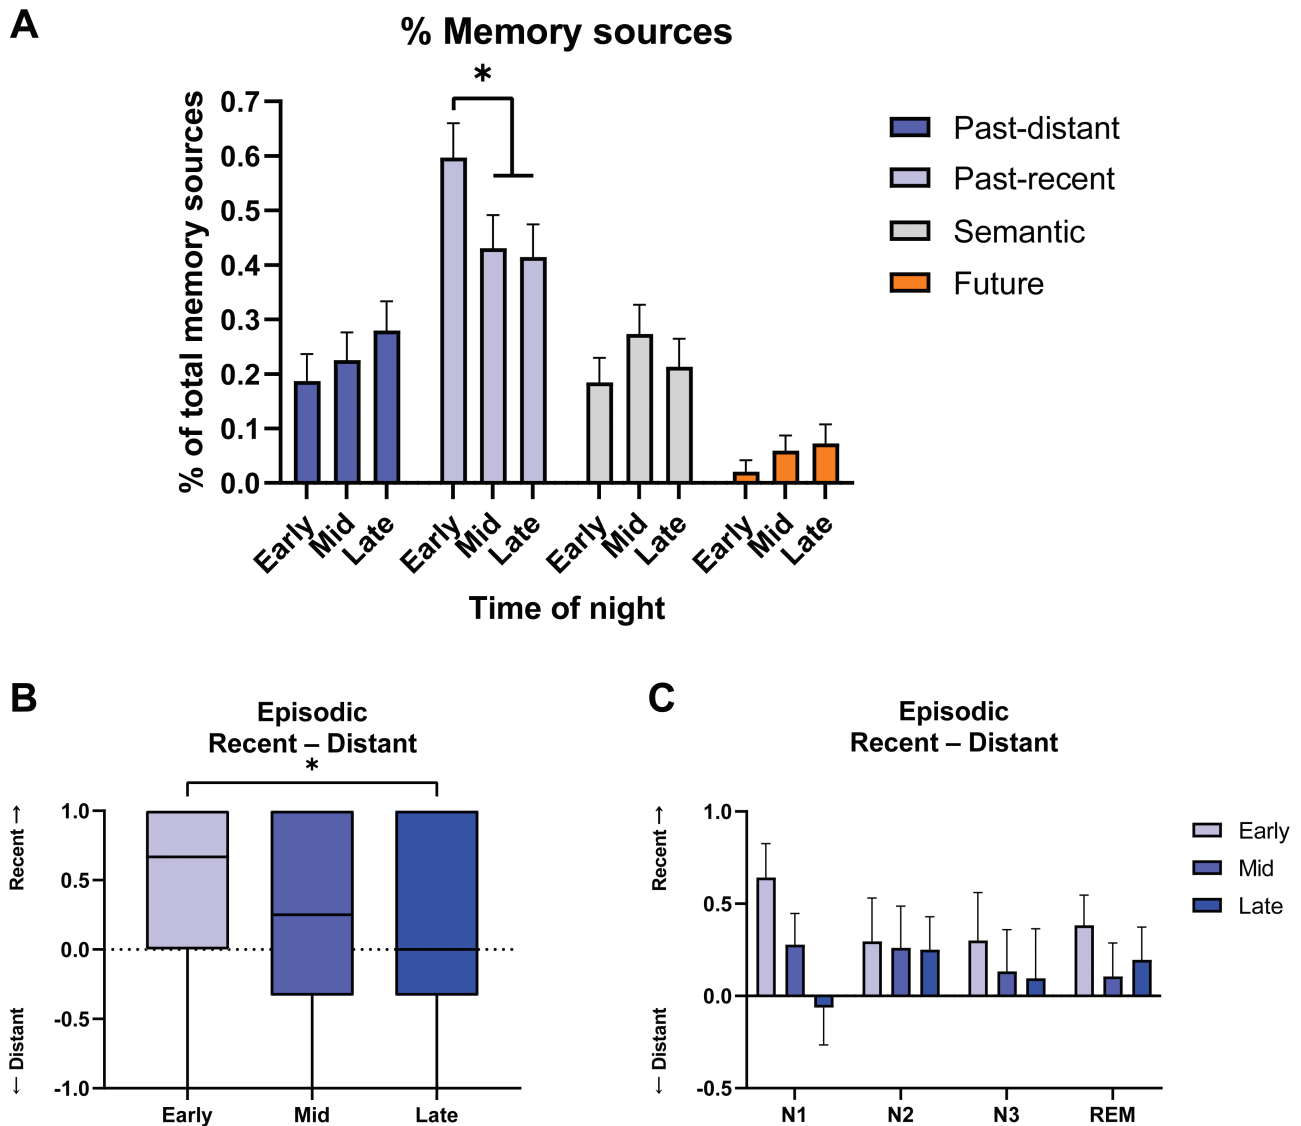 A
% Memory sources
*
% of total memory sources
0.7
0.6
0.5
0.4
0.3
0.2
0.1
0.0
Early Mid Late Early Mid Late Early Mid Late Early Mid Late
Time of night
Past-distant
Past-recent
Semantic
Future
B
Episodic
Recent – Distant
*
← Distant Recent →
1.0
0.5
0.0
-0.5
-1.0
Early Mid Late
C
Episodic
Recent – Distant
← Distant Recent →
1.0
0.5
0.0
-0.5
N1 N2 N3 REM
Early
Mid
Late